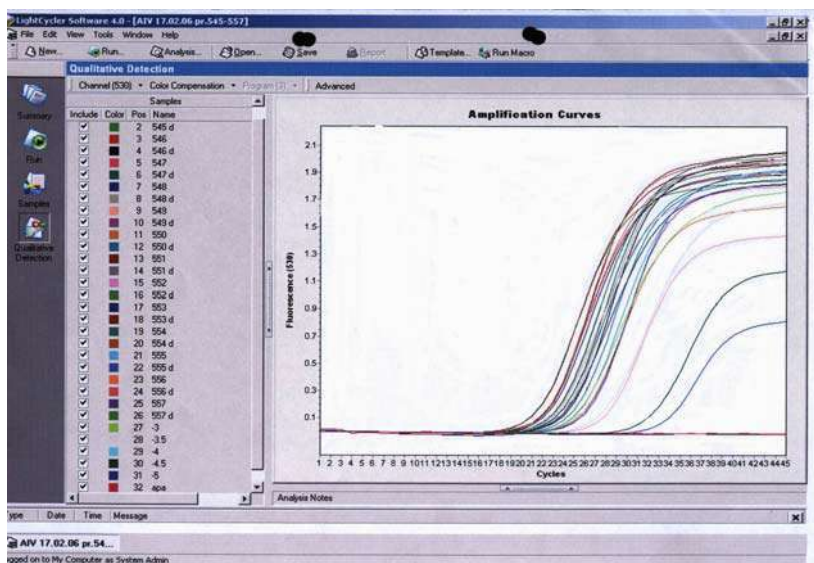 LightCycler Software 4.0 - [AIV 17.02.06 pr.545-557]
File Edit View Tools Window Help
New... Run... Analysis... Open... Save Report Template... Run Macro
Qualitative Detection
Channel (530) Color Compensation Program (3) Advanced
Summary
Run
Samples
Qualitative Detection
Samples
Include Color Pos Name
2 545 d
3 546
4 546 d
5 547
6 547 d
7 548
8 548 d
9 549
10 549 d
11 550
12 550 d
13 551
14 551 d
15 552
16 552 d
17 553
18 553 d
19 554
20 554 d
21 555
22 555 d
23 556
24 556 d
25 557
26 557 d
27 -3
28 -3.5
29 -4
30 -4.5
31 -5
32 apa
Amplification Curves
Fluorescence (530)
2.1
1.9
1.7
1.5
1.3
1.1
0.9
0.7
0.5
0.3
0.1
1 2 3 4 5 6 7 8 9 10 11 12 13 14 15 16 17 18 19 20 21 22 23 24 25 26 27 28 29 30 31 32 33 34 35 36 37 38 39 40 41 42 43 44 45
Cycles
Analysis Notes
Type Date Time Message
AIV 17.02.06 pr.54...
logged on to My Computer as System Admin